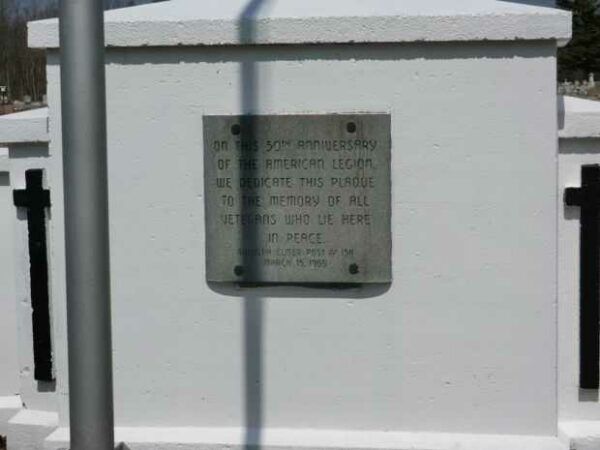 ON THIS 50TH ANNIVERSARY
OF THE AMERICAN LEGION
WE DEDICATE THIS PLAQUE
TO THE MEMORY OF ALL
VETERANS WHO LIE HERE
IN PEACE.
POST
MARCH 15, 1969